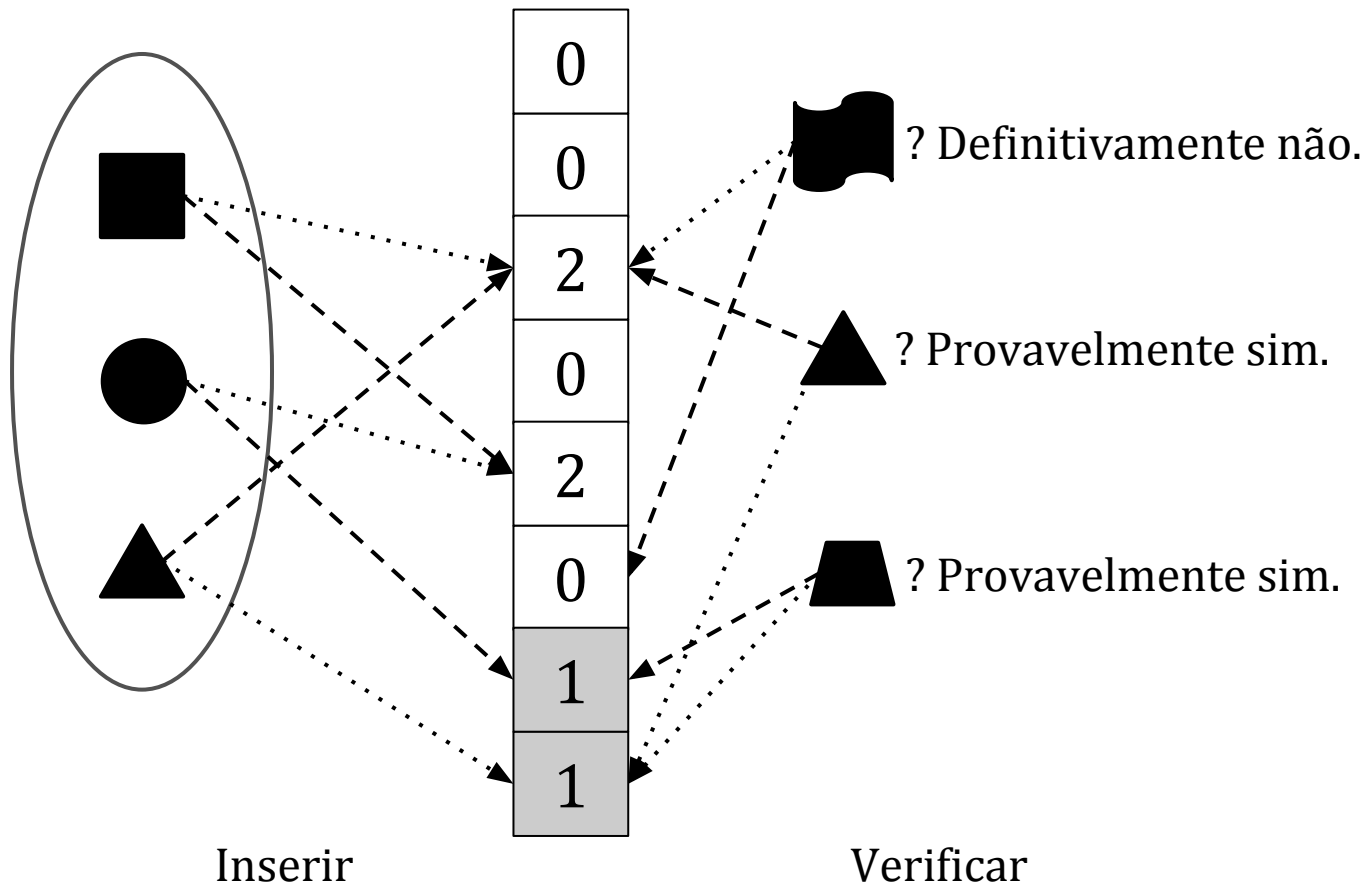 0
0
2
0
2
0
1
1
? Definitivamente não.
? Provavelmente sim.
? Provavelmente sim.
Inserir
Verificar